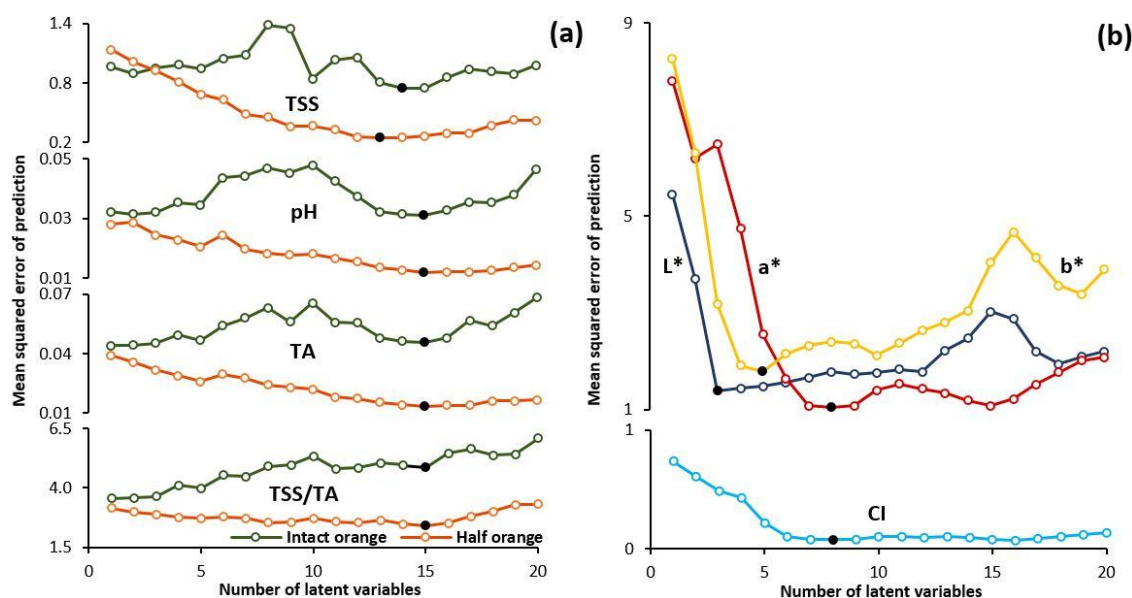 (a)
Mean squared error of prediction
1.4
0.8
0.2
TSS
0.05
0.03
0.01
pH
0.07
0.04
0.01
TA
6.5
4.0
1.5
TSS/TA
Intact orange
Half orange
0 5 10 15 20
Number of latent variables
(b)
Mean squared error of prediction
9
5
1
L*
a*
b*
1
0
CI
0 5 10 15 20
Number of latent variables